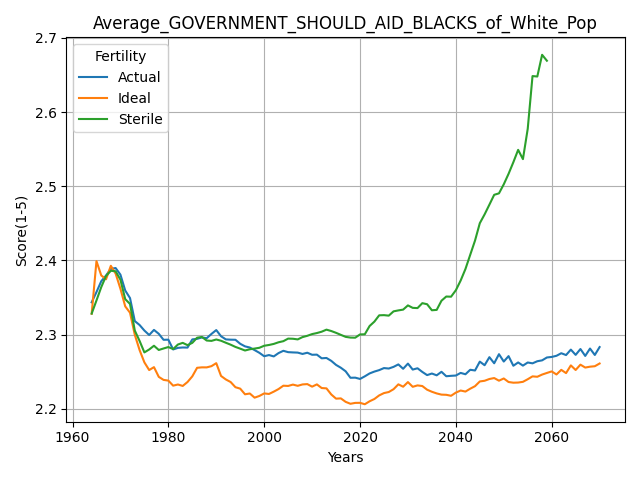 Average_GOVERNMENT_SHOULD_AID_BLACKS_of_White_Pop
Fertility
Actual
Ideal
Sterile
Score(1-5)
2.7
2.6
2.5
2.4
2.3
2.2
1960 1980 2000 2020 2040 2060
Years